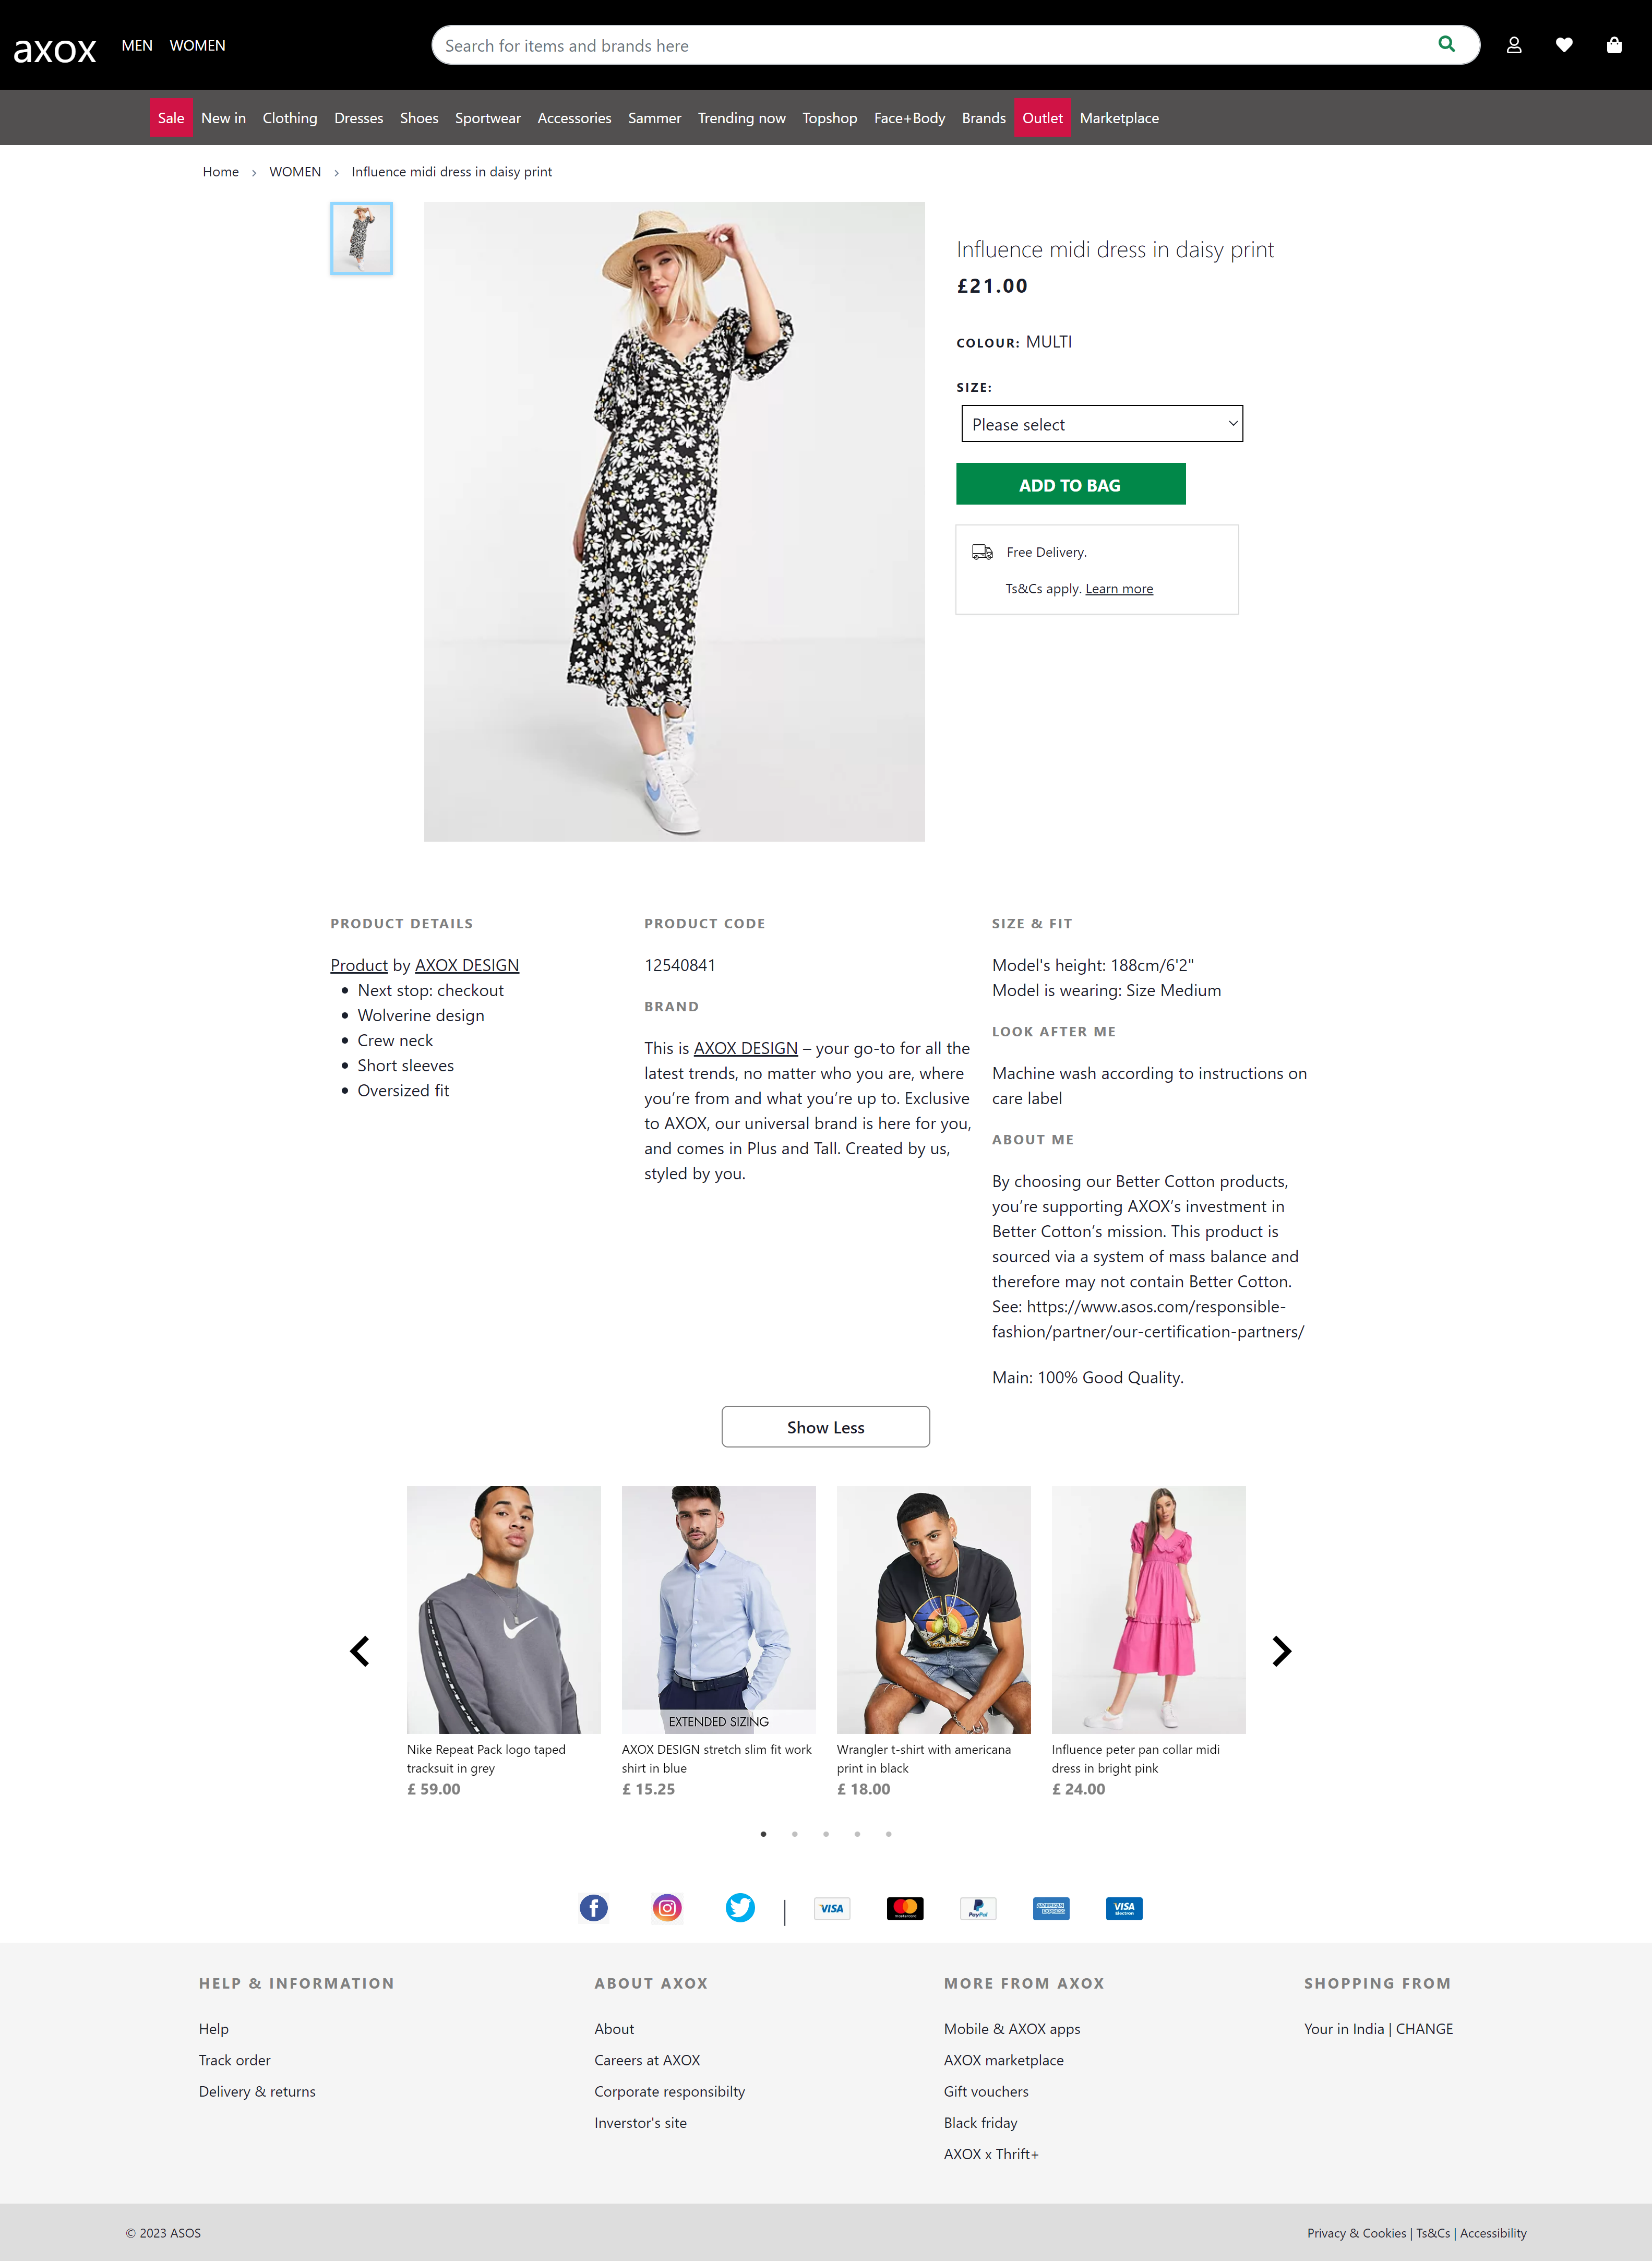 axox
MEN WOMEN
Search for items and brands here
Sale New in Clothing Dresses Shoes Sportwear Accessories Sammer Trending now Topshop Face+Body Brands Outlet Marketplace
Home > WOMEN > Influence midi dress in daisy print
Influence midi dress in daisy print
£21.00
COLOUR: MULTI
SIZE:
Please select
ADD TO BAG
Free Delivery.
Ts&Cs apply. Learn more
PRODUCT DETAILS
Product by AXOX DESIGN
• Next stop: checkout
• Wolverine design
• Crew neck
• Short sleeves
• Oversized fit
PRODUCT CODE
12540841
BRAND
This is AXOX DESIGN – your go-to for all the
latest trends, no matter who you are, where
you’re from and what you’re up to. Exclusive
to AXOX, our universal brand is here for you,
and comes in Plus and Tall. Created by us,
styled by you.
SIZE & FIT
Model's height: 188cm/6'2"
Model is wearing: Size Medium
LOOK AFTER ME
Machine wash according to instructions on
care label
ABOUT ME
By choosing our Better Cotton products,
you’re supporting AXOX’s investment in
Better Cotton’s mission. This product is
sourced via a system of mass balance and
therefore may not contain Better Cotton.
See: https://www.asos.com/responsible-
fashion/partner/our-certification-partners/
Main: 100% Good Quality.
Show Less
EXTENDED SIZING
Nike Repeat Pack logo taped
tracksuit in grey
£ 59.00
AXOX DESIGN stretch slim fit work
shirt in blue
£ 15.25
Wrangler t-shirt with americana
print in black
£ 18.00
Influence peter pan collar midi
dress in bright pink
£ 24.00
VISA
mastercard
PayPal
AMERICAN
EXPRESS
VISA
Electron
HELP & INFORMATION
Help
Track order
Delivery & returns
ABOUT AXOX
About
Careers at AXOX
Corporate responsibilty
Inverstor's site
MORE FROM AXOX
Mobile & AXOX apps
AXOX marketplace
Gift vouchers
Black friday
AXOX x Thrift+
SHOPPING FROM
Your in India | CHANGE
© 2023 ASOS
Privacy & Cookies | Ts&Cs | Accessibility